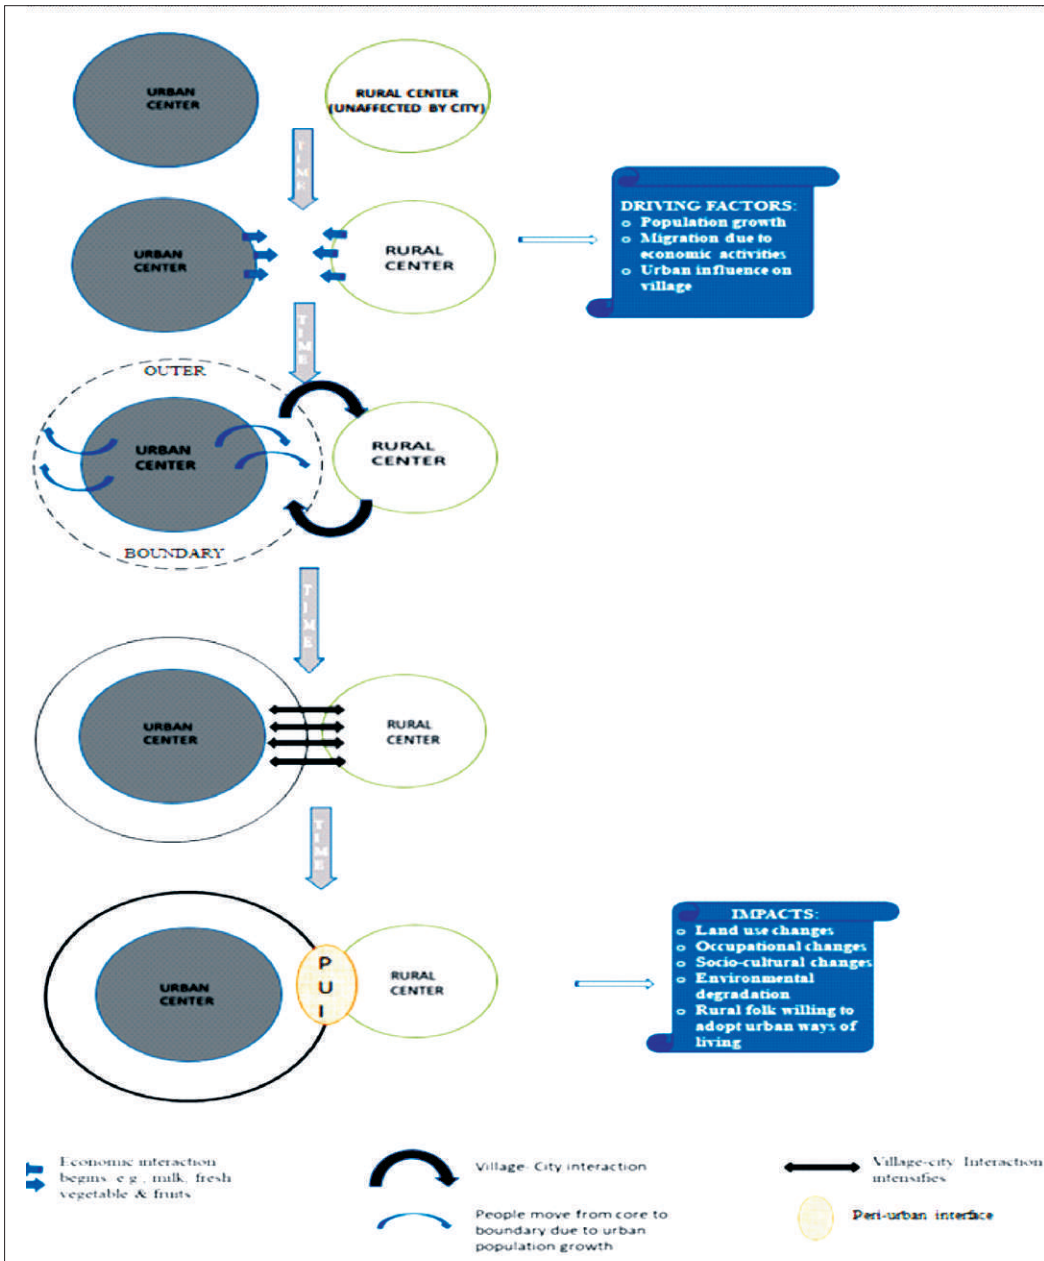 URBAN
CENTER
RURAL CENTER
(UNAFFECTED BY CITY)
TIME
URBAN
CENTER
RURAL
CENTER
DRIVING FACTORS:
o Population growth
o Migration due to
economic activities
o Urban influence on
village
TIME
OUTER
URBAN
CENTER
RURAL
CENTER
BOUNDARY
TIME
URBAN
CENTER
RURAL
CENTER
TIME
URBAN
CENTER
PUI
RURAL
CENTER
IMPACTS:
o Land use changes
o Occupational changes
o Socio-cultural changes
o Environmental
degradation
o Rural folk willing to
adopt urban ways of
living
Economic interaction
begins. e.g., milk, fresh
vegetable & fruits
Village- City interaction
Village-city Interaction
intensifies
People move from core to
boundary due to urban
population growth
Peri-urban interface